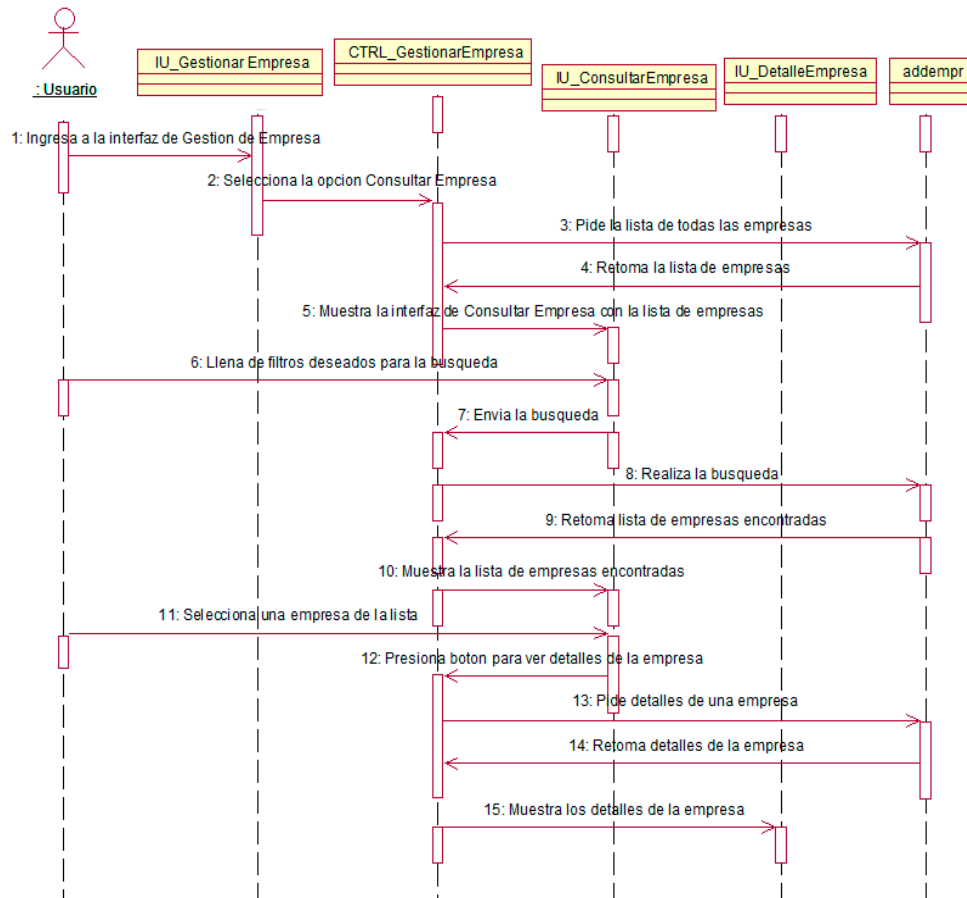 : Usuario
IU_Gestionar Empresa
CTRL_GestionarEmpresa
IU_ConsultarEmpresa
IU_DetalleEmpresa
addempr
1: Ingresa a la interfaz de Gestion de Empresa
2: Selecciona la opcion Consultar Empresa
3: Pide la lista de todas las empresas
4: Retorna la lista de empresas
5: Muestra la interfaz de Consultar Empresa con la lista de empresas
6: Llena de filtros deseados para la busqueda
7: Envia la busqueda
8: Realiza la busqueda
9: Retorna lista de empresas encontradas
10: Muestra la lista de empresas encontradas
11: Selecciona una empresa de la lista
12: Presiona boton para ver detalles de la empresa
13: Pide detalles de una empresa
14: Retorna detalles de la empresa
15: Muestra los detalles de la empresa